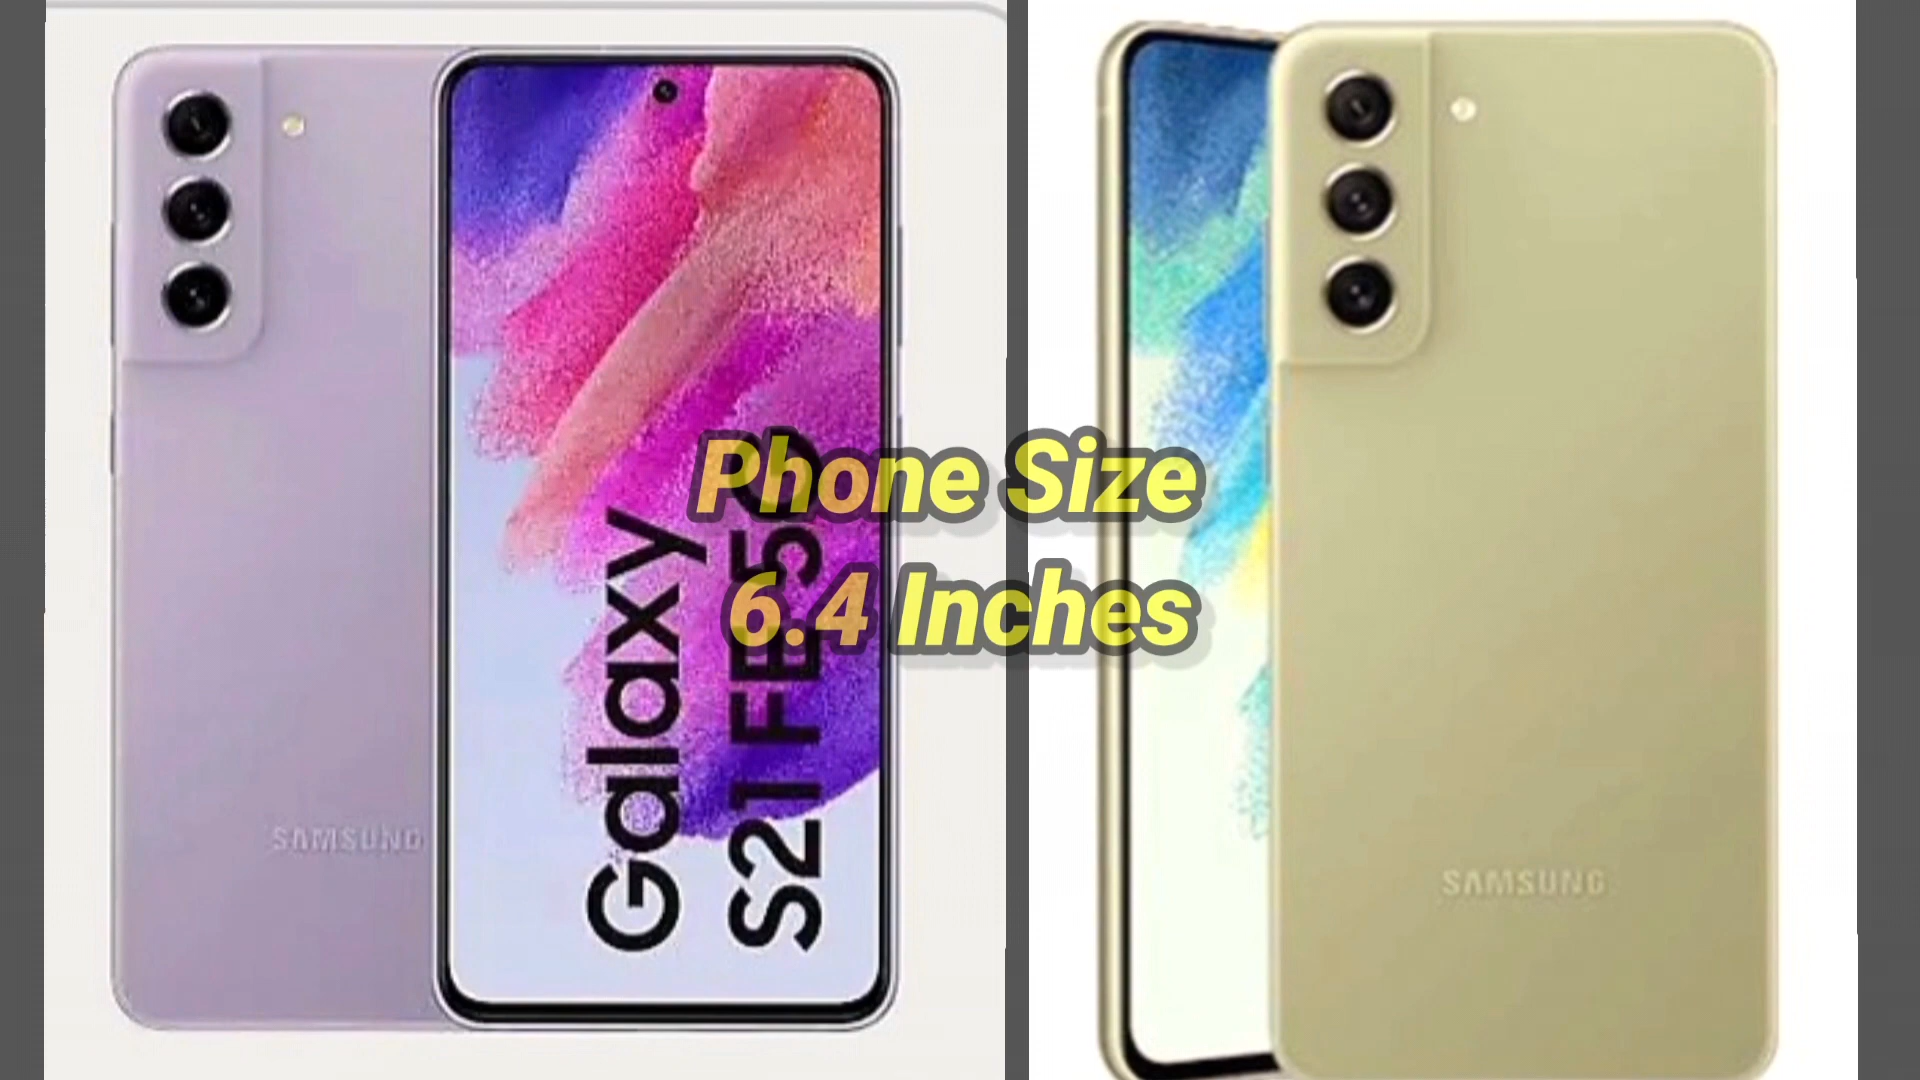 SAMSUNG
Galaxy
S21 FE 5G
Phone Size
6.4 Inches
SAMSUNG